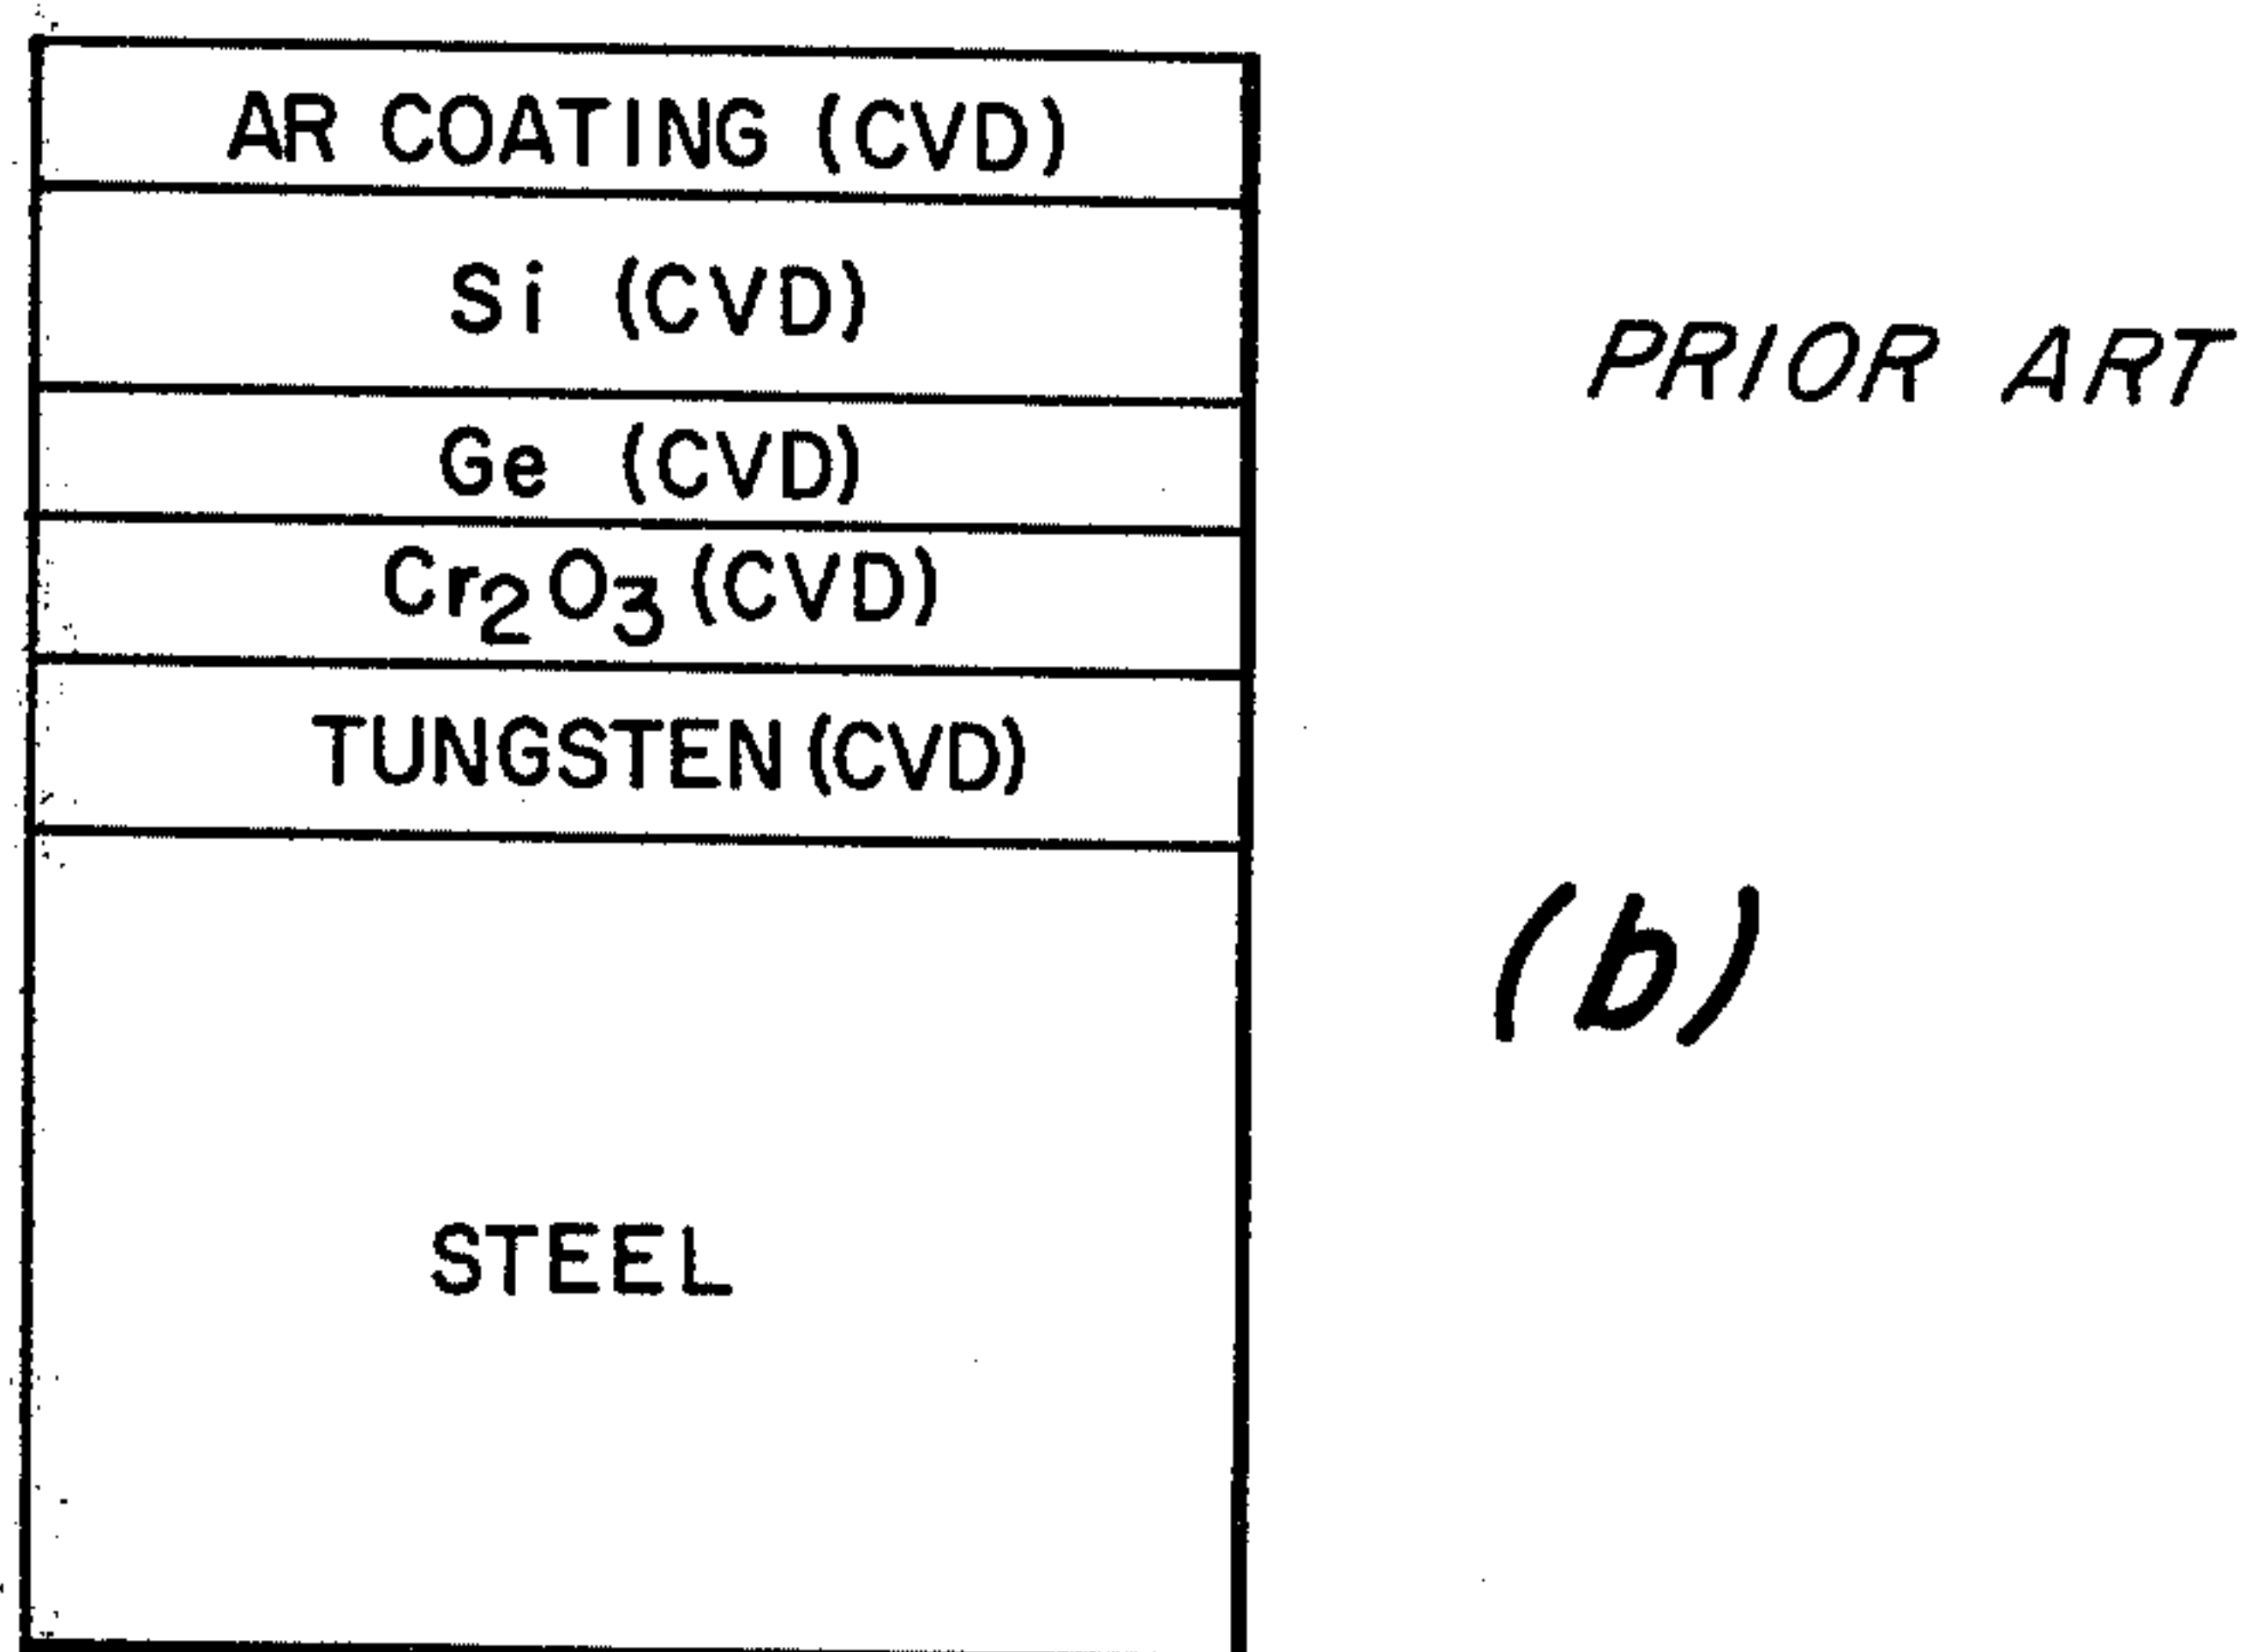 AR COATING (CVD)
Si (CVD)
Ge (CVD)
Cr₂O₃ (CVD)
TUNGSTEN (CVD)
STEEL
PRIOR ART
(b)